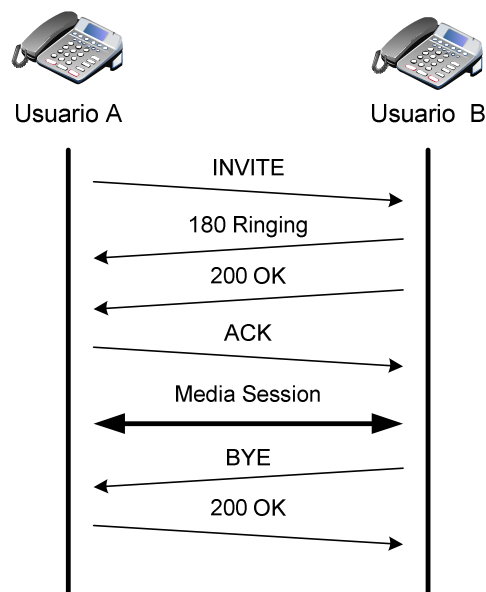 Usuario A
Usuario B
INVITE
180 Ringing
200 OK
ACK
Media Session
BYE
200 OK